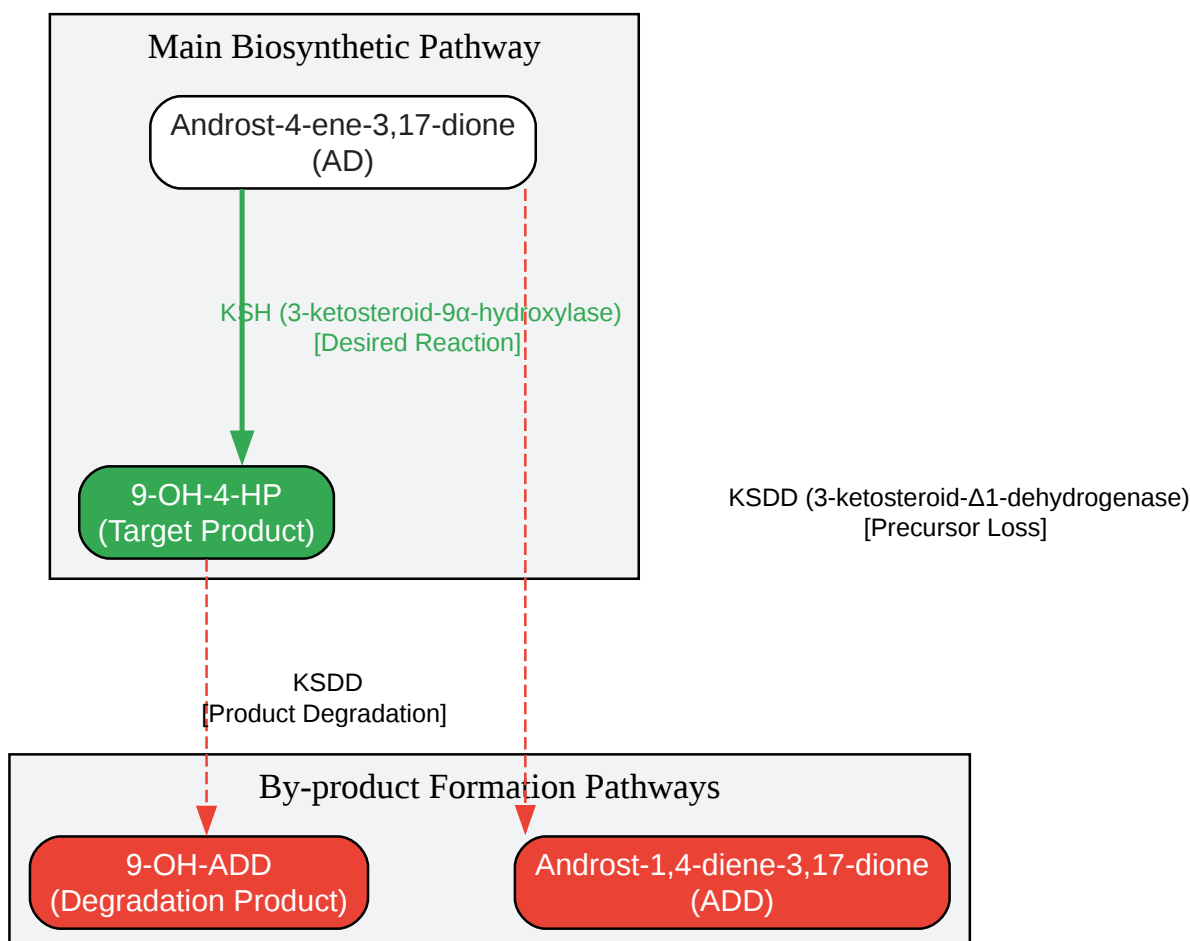 Main Biosynthetic Pathway
Androst-4-ene-3,17-dione
(AD)
KSH (3-ketosteroid-9α-hydroxylase)
[Desired Reaction]
9-OH-4-HP
(Target Product)
KSDD (3-ketosteroid-Δ1-dehydrogenase)
[Precursor Loss]
KSDD
[Product Degradation]
By-product Formation Pathways
9-OH-ADD
(Degradation Product)
Androst-1,4-diene-3,17-dione
(ADD)